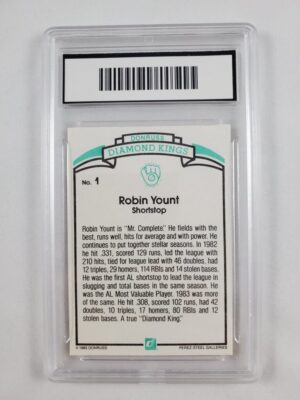 DONRUSS
DIAMOND KINGS
No. 1
Robin Yount
Shortstop
Robin Yount is "Mr. Complete." He fields with the
best, runs well, hits for average and with power. He
continues to put together stellar seasons. In 1982
he hit .331, scored 129 runs, led the league with
210 hits, tied for league lead with 46 doubles, had
12 triples, 29 homers, 114 RBIs and 14 stolen bases.
He was the first AL shortstop to lead the league in
slugging and total bases in the same season. He
was the AL Most Valuable Player. 1983 was more
of the same. He hit .308, scored 102 runs, had 42
doubles, 10 triples, 17 homers, 80 RBIs and 12
stolen bases. A true "Diamond King."
© 1983 DONRUSS PEREZ-STEELE GALLERIES